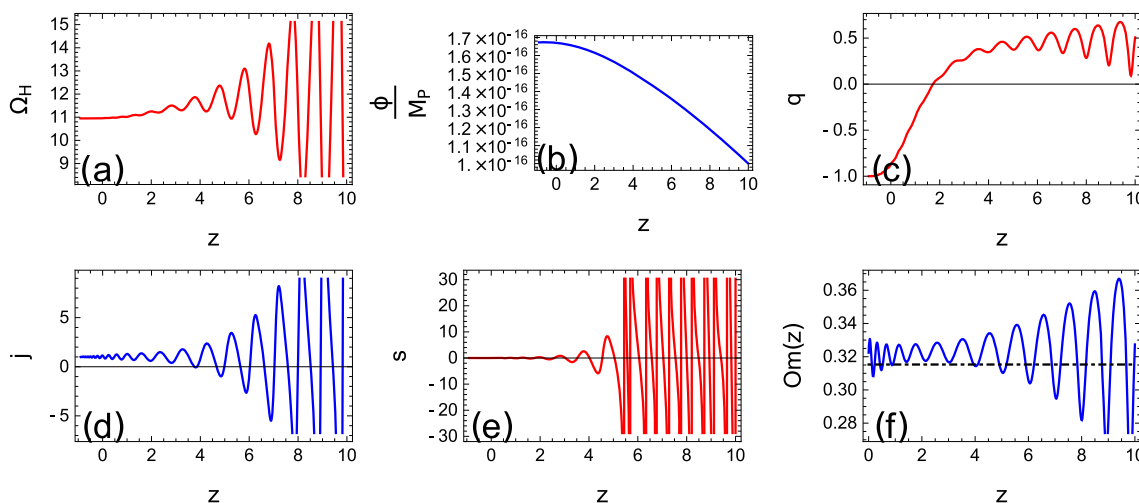 15
14
13
12
11
10
9
Ω_H
(a)
0 2 4 6 8 10
z
1.7×10^-16
1.6×10^-16
1.5×10^-16
1.4×10^-16
1.3×10^-16
1.2×10^-16
1.1×10^-16
1.×10^-16
ϕ
M_P
(b)
0 2 4 6 8 10
z
0.5
0.0
-0.5
-1.0
q
(c)
0 2 4 6 8 10
z
5
0
-5
j
(d)
0 2 4 6 8 10
z
30
20
10
0
-10
-20
-30
s
(e)
0 2 4 6 8 10
z
0.36
0.32
0.28
Om(z)
(f)
0 2 4 6 8 10
z